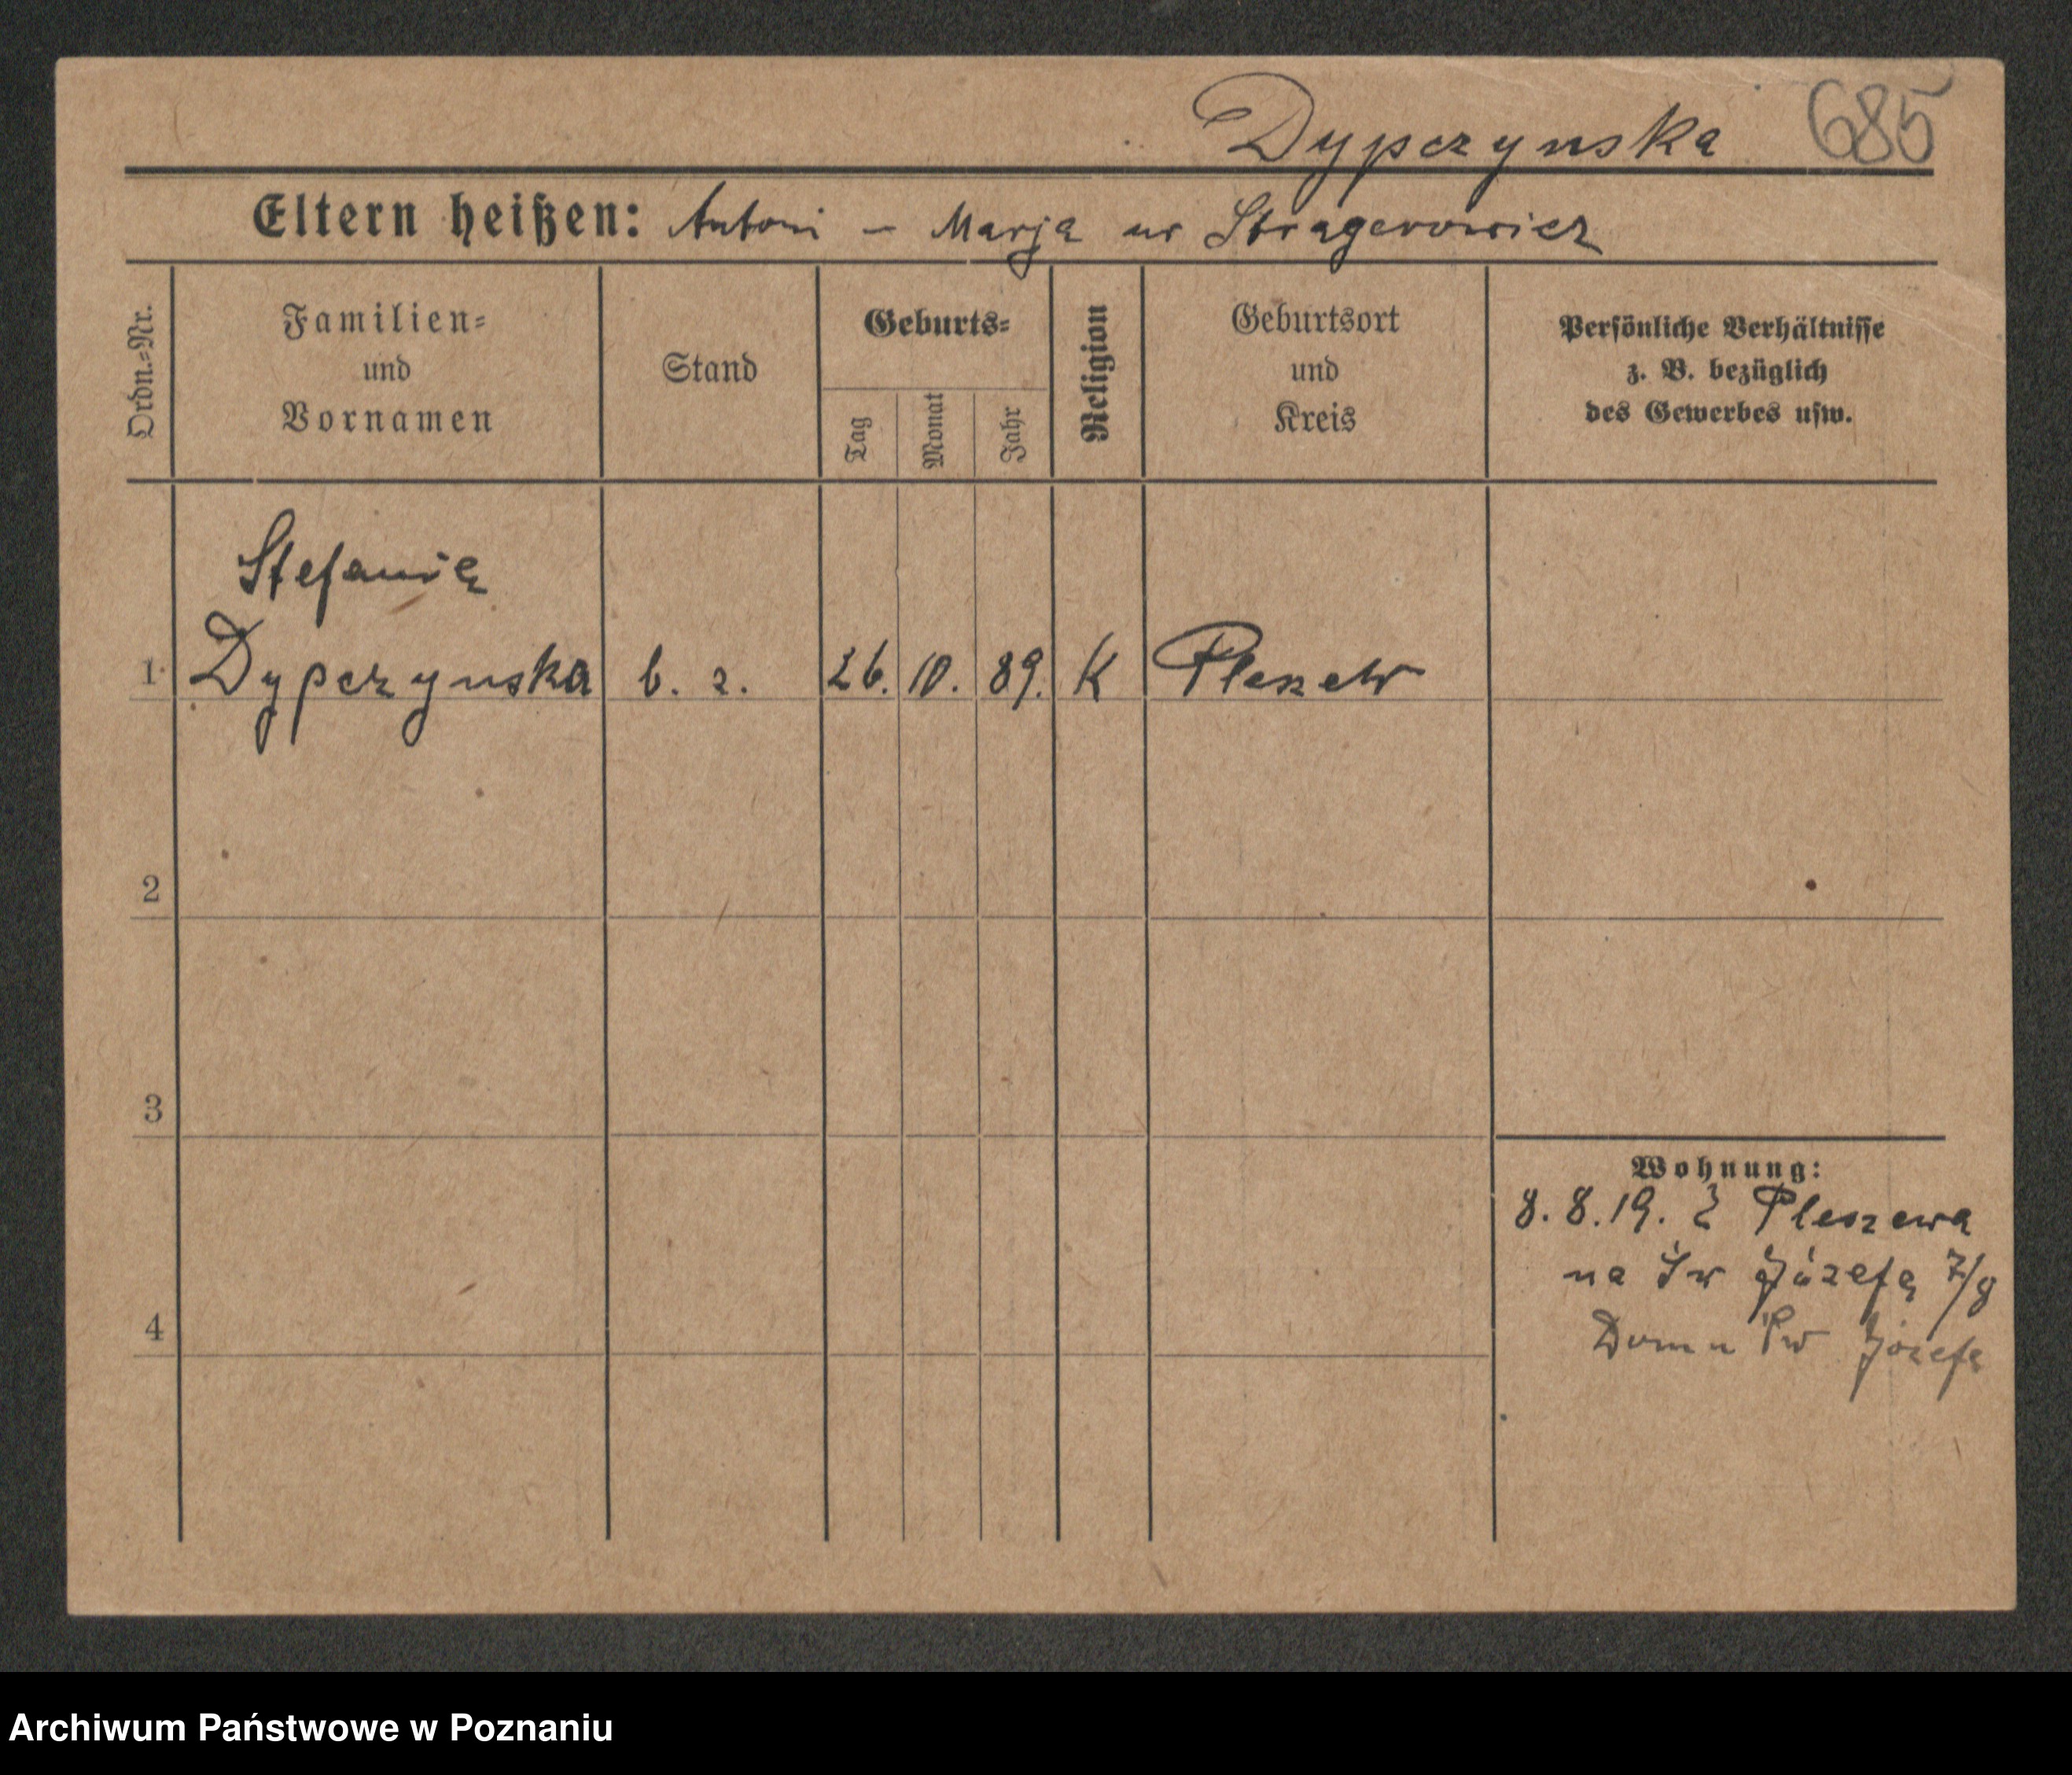 Dypczynska 685
Eltern heißen: Antoni - Marja ur Stragerowicz
Ordn.-Nr.
Familien-
und
Vornamen
Stand
Geburts-
Tag
Monat
Jahr
Religion
Geburtsort
und
Kreis
Persönliche Verhältnisse
z. B. bezüglich
des Gewerbes usw.
Stefania
1 Dypczynska b. z. 26. 10. 89. K Pleszew
2
3
4
Wohnung:
8.8.19. Z Pleszewa
na Św Józefa 7/8
Domu Św Józefa
Archiwum Państwowe w Poznaniu